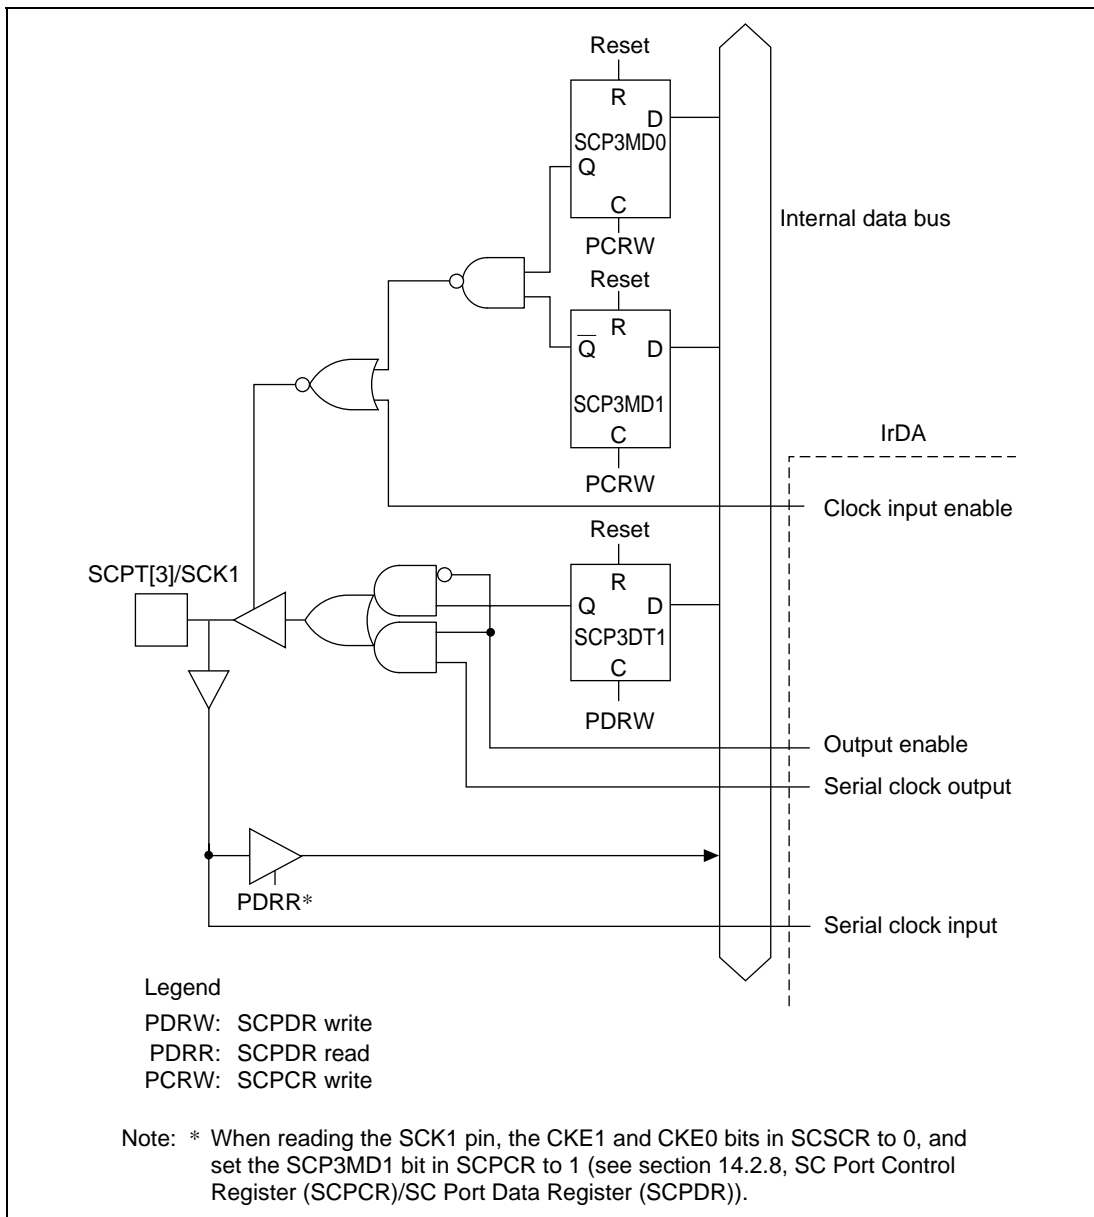 Reset
R
D
SCP3MD0
Q
C
PCRW
Internal data bus
Reset
R
Q
D
SCP3MD1
C
PCRW
IrDA
Clock input enable
Reset
SCPT[3]/SCK1
R
Q
D
SCP3DT1
C
PDRW
Output enable
Serial clock output
PDRR*
Serial clock input
Legend
PDRW: SCPDR write
PDRR: SCPDR read
PCRW: SCPCR write
Note: * When reading the SCK1 pin, the CKE1 and CKE0 bits in SCSCR to 0, and
set the SCP3MD1 bit in SCPCR to 1 (see section 14.2.8, SC Port Control
Register (SCPCR)/SC Port Data Register (SCPDR)).